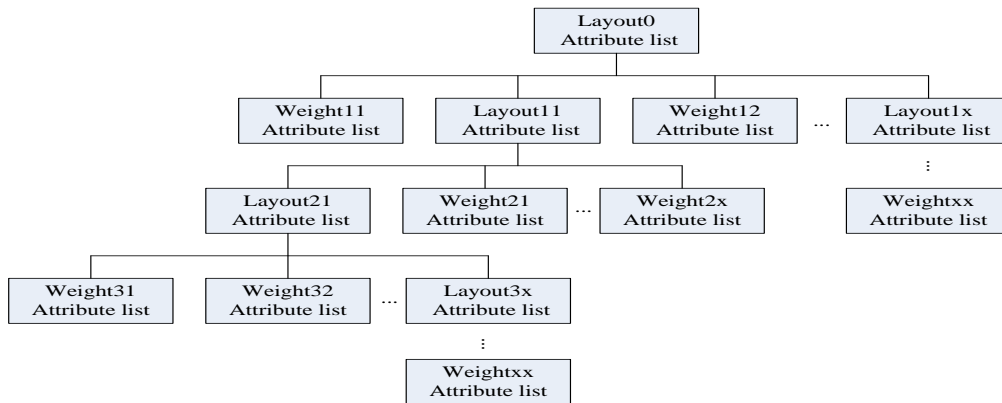 Layout0
Attribute list
Weight11
Attribute list
Layout11
Attribute list
Weight12
Attribute list
...
Layout1x
Attribute list
...
Layout21
Attribute list
Weight21
Attribute list
...
Weight2x
Attribute list
Weightxx
Attribute list
Weight31
Attribute list
Weight32
Attribute list
...
Layout3x
Attribute list
...
Weightxx
Attribute list